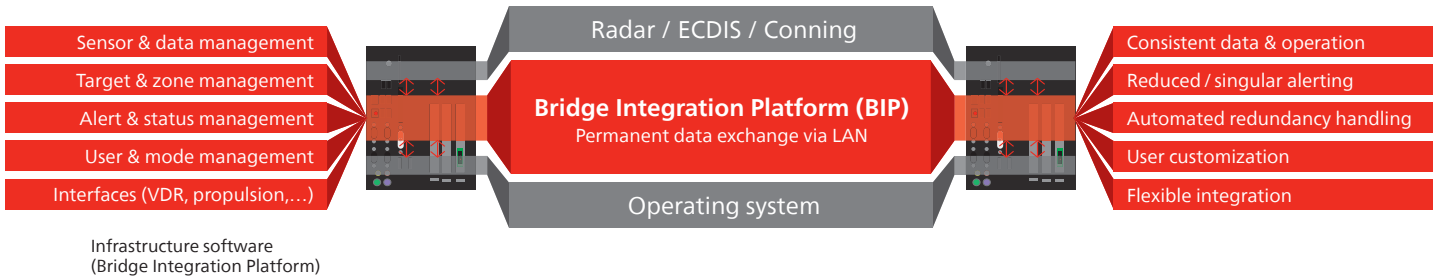 Sensor & data management
Target & zone management
Alert & status management
User & mode management
Interfaces (VDR, propulsion,…)
Infrastructure software
(Bridge Integration Platform)
Radar / ECDIS / Conning
Bridge Integration Platform (BIP)
Permanent data exchange via LAN
Operating system
Consistent data & operation
Reduced / singular alerting
Automated redundancy handling
User customization
Flexible integration